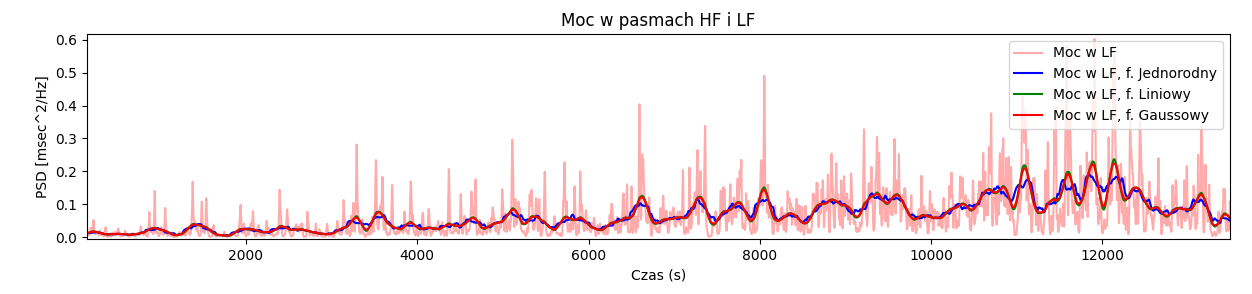 Moc w pasmach HF i LF
PSD [msec^2/Hz]
0.6
0.5
0.4
0.3
0.2
0.1
0.0
Moc w LF
Moc w LF, f. Jednorodny
Moc w LF, f. Liniowy
Moc w LF, f. Gaussowy
2000 4000 6000 8000 10000 12000
Czas (s)